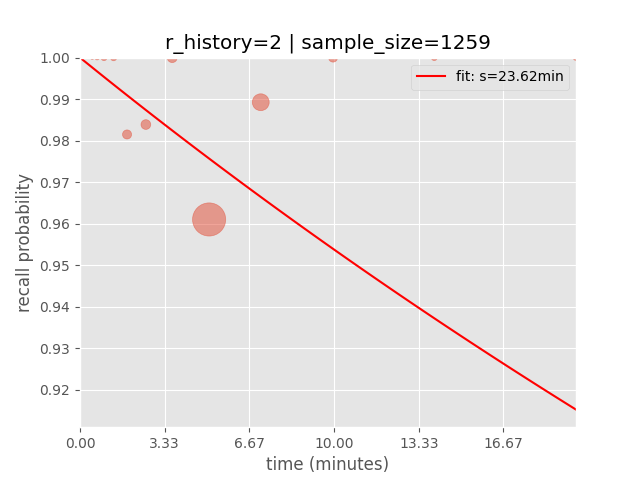 r_history=2 | sample_size=1259
fit: s=23.62min
1.00
0.99
0.98
0.97
0.96
0.95
0.94
0.93
0.92
recall probability
0.00 3.33 6.67 10.00 13.33 16.67
time (minutes)